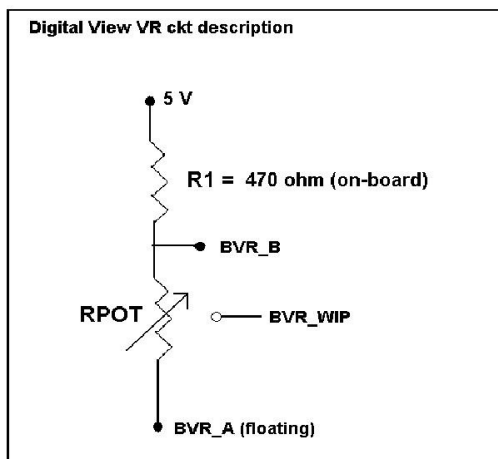 Digital View VR ckt description
5 V
R1 = 470 ohm (on-board)
BVR_B
RPOT
BVR_WIP
BVR_A (floating)